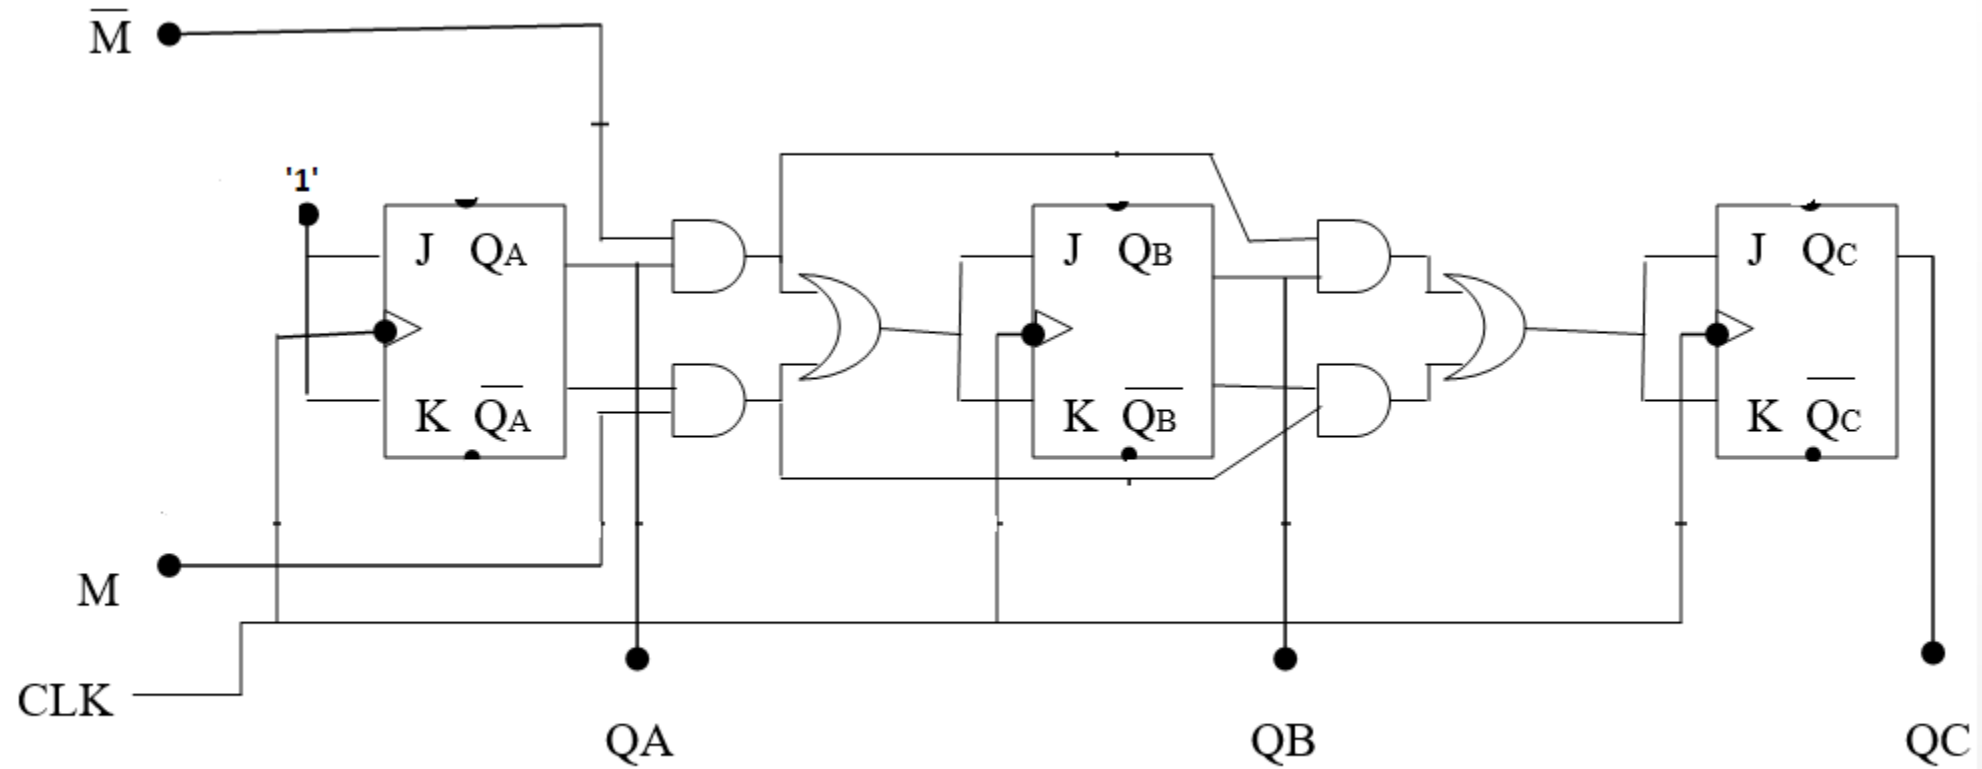 M̅
'1'
J QA
J QB
J QC
K Q̅A̅
K Q̅B̅
K Q̅C̅
M
CLK
QA
QB
QC